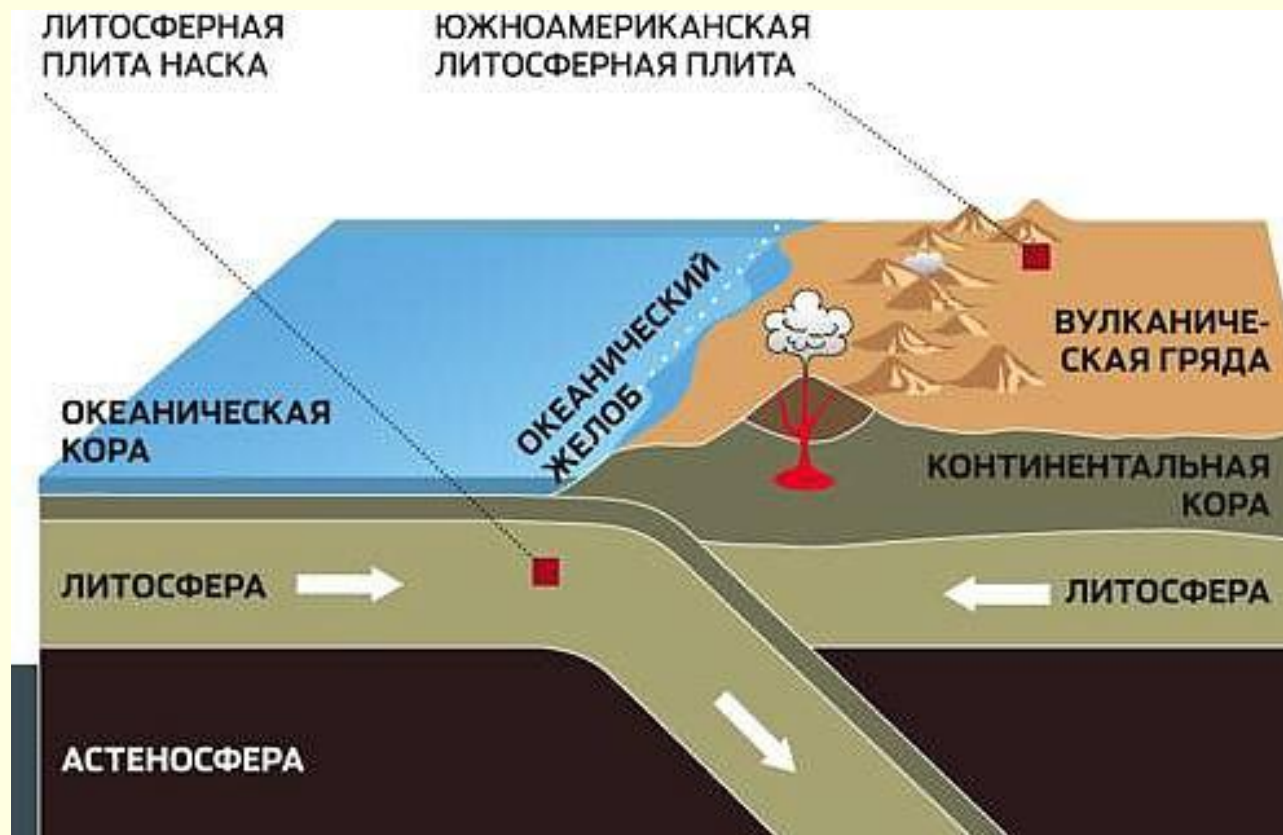 ЛИТОСФЕРНАЯ
ПЛИТА НАСКА
ЮЖНОАМЕРИКАНСКАЯ
ЛИТОСФЕРНАЯ ПЛИТА
ОКЕАНИЧЕСКИЙ
ЖЕЛОБ
ВУЛКАНИЧЕ-
СКАЯ ГРЯДА
ОКЕАНИЧЕСКАЯ
КОРА
КОНТИНЕНТАЛЬНАЯ
КОРА
ЛИТОСФЕРА
ЛИТОСФЕРА
АСТЕНОСФЕРА